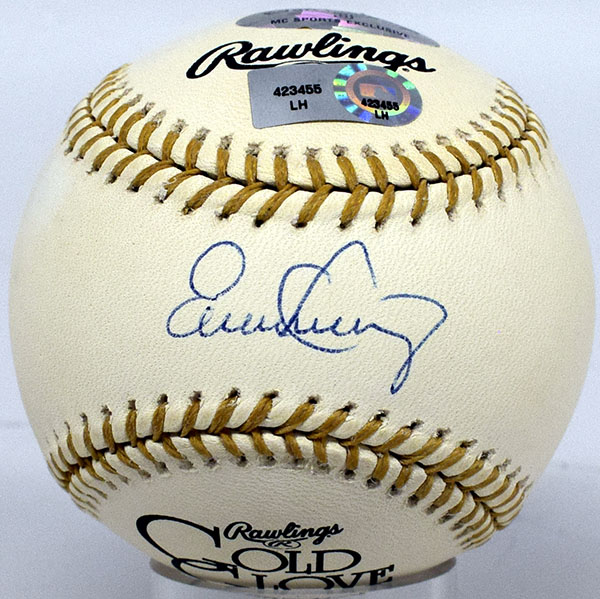 MC SPORTS EXCLUSIVE
Rawlings
423455
LH
423455
LH
Rawlings
R
GOLD
GLOVE